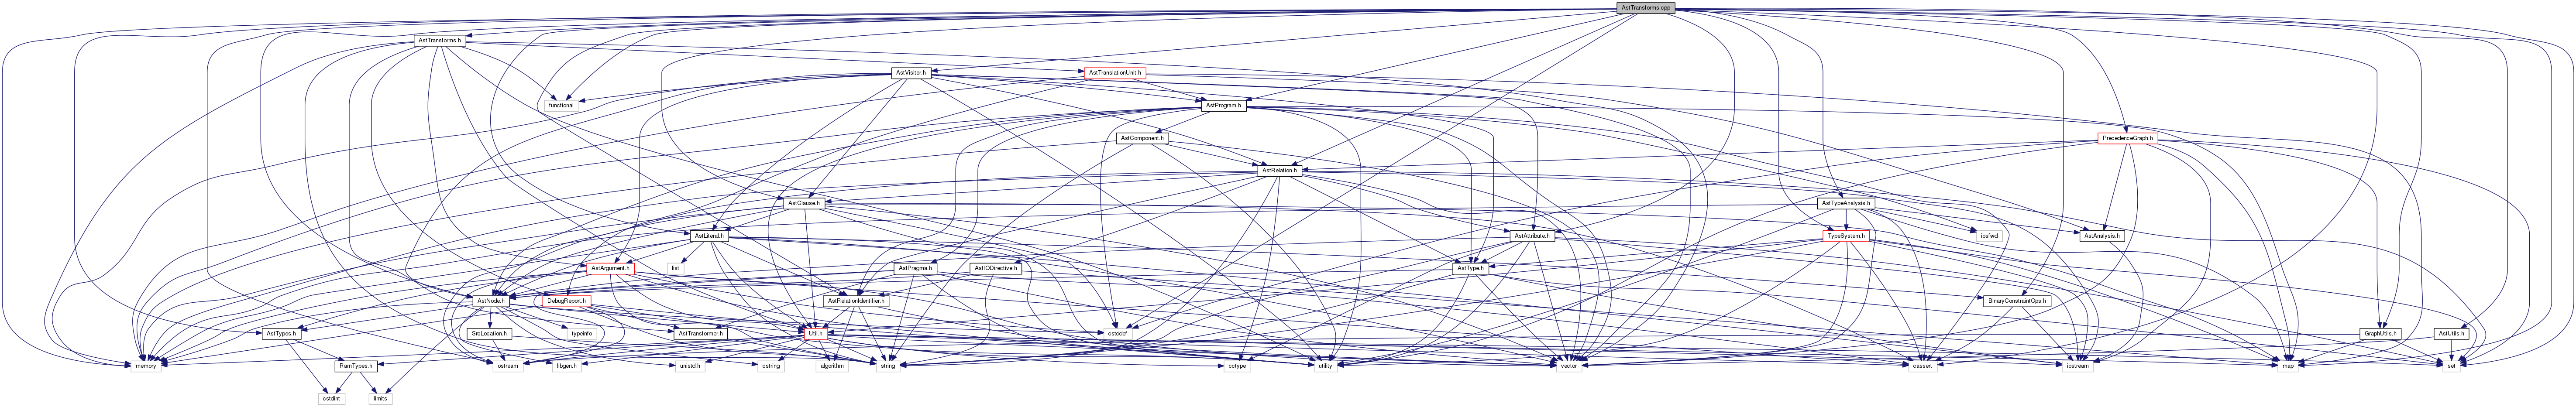 AstTransforms.cpp
AstTransforms.h
AstVisitor.h
AstTranslationUnit.h
functional
AstProgram.h
AstComponent.h
PrecedenceGraph.h
AstRelation.h
AstClause.h
AstTypeAnalysis.h
AstLiteral.h
AstAttribute.h
TypeSystem.h
iosfwd
AstAnalysis.h
list
AstArgument.h
AstPragma.h
AstIODirective.h
AstType.h
AstNode.h
DebugReport.h
AstRelationIdentifier.h
BinaryConstraintOps.h
AstTypes.h
SrcLocation.h
typeinfo
AstTransformer.h
Util.h
cstddef
GraphUtils.h
AstUtils.h
memory
RamTypes.h
ostream
libgen.h
unistd.h
cstring
algorithm
string
cctype
utility
vector
cassert
iostream
map
set
cstdint
limits